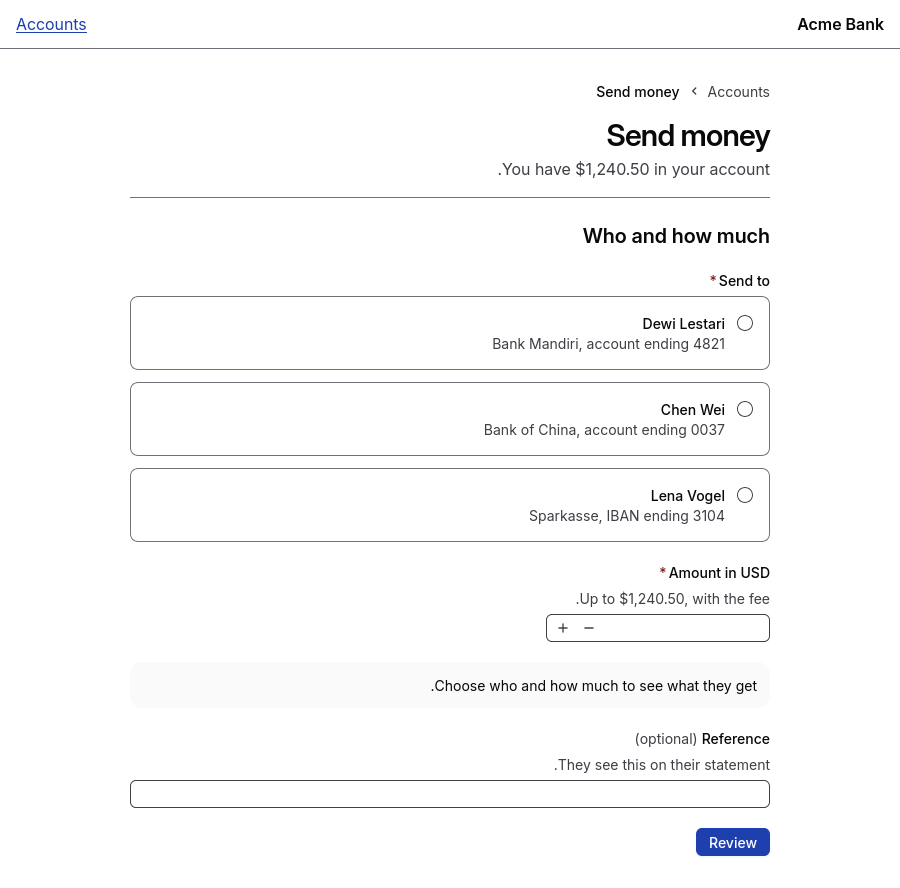 Accounts Acme Bank
Send money ‹ Accounts
Send money
.You have $1,240.50 in your account
Who and how much
* Send to
Dewi Lestari
Bank Mandiri, account ending 4821
Chen Wei
Bank of China, account ending 0037
Lena Vogel
Sparkasse, IBAN ending 3104
* Amount in USD
.Up to $1,240.50, with the fee
+ −
.Choose who and how much to see what they get
(optional) Reference
.They see this on their statement
Review